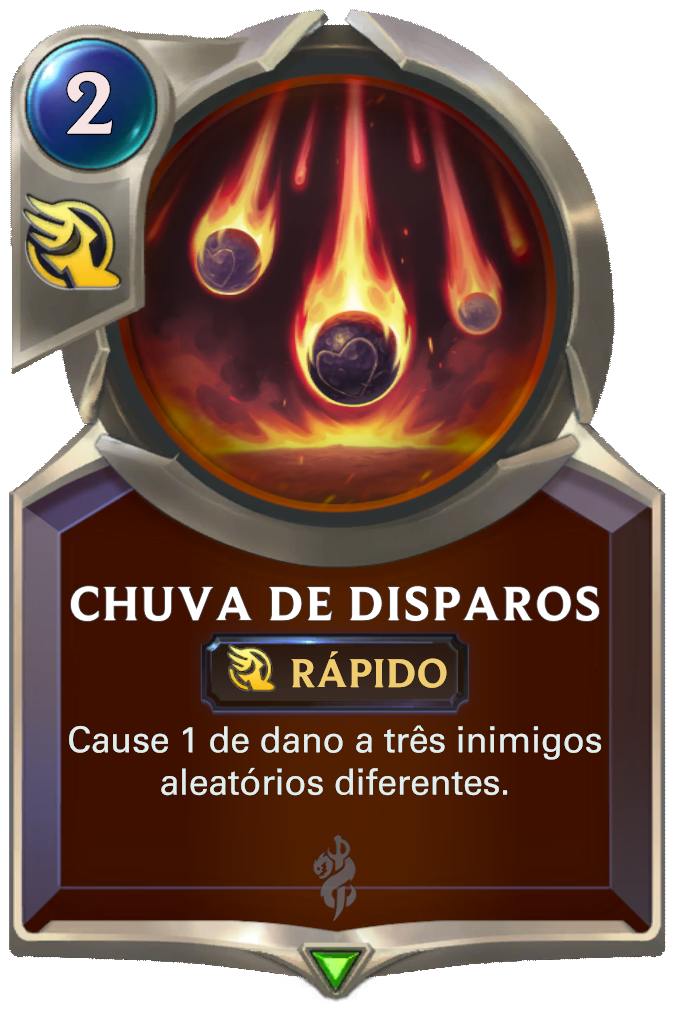 2
CHUVA DE DISPAROS
RÁPIDO
Cause 1 de dano a três inimigos
aleatórios diferentes.